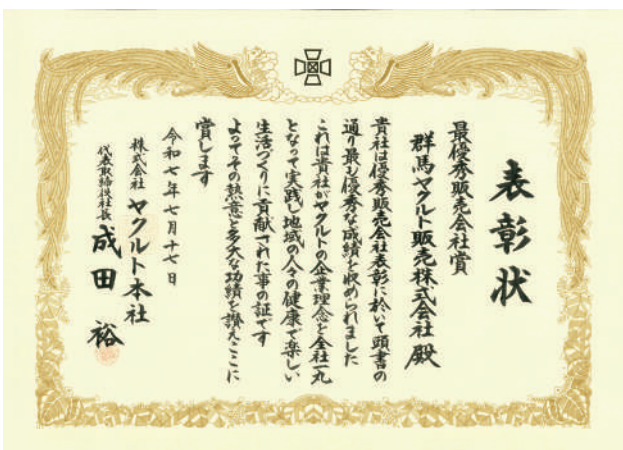 表彰状
最優秀販売会社賞
群馬ヤクルト販売株式会社 殿
貴社は優秀販売会社表彰に於いて頭書の
通り最も優秀な成績を収められました
これは貴社がヤクルトの企業理念を全社一丸
となって実践し地域の人々の健康で楽しい
生活づくりに貢献された事の証です
よってその熱意と多大な功績を讃えここに
賞します
令和七年七月十七日
株式会社 ヤクルト本社
代表取締役社長 成田 裕